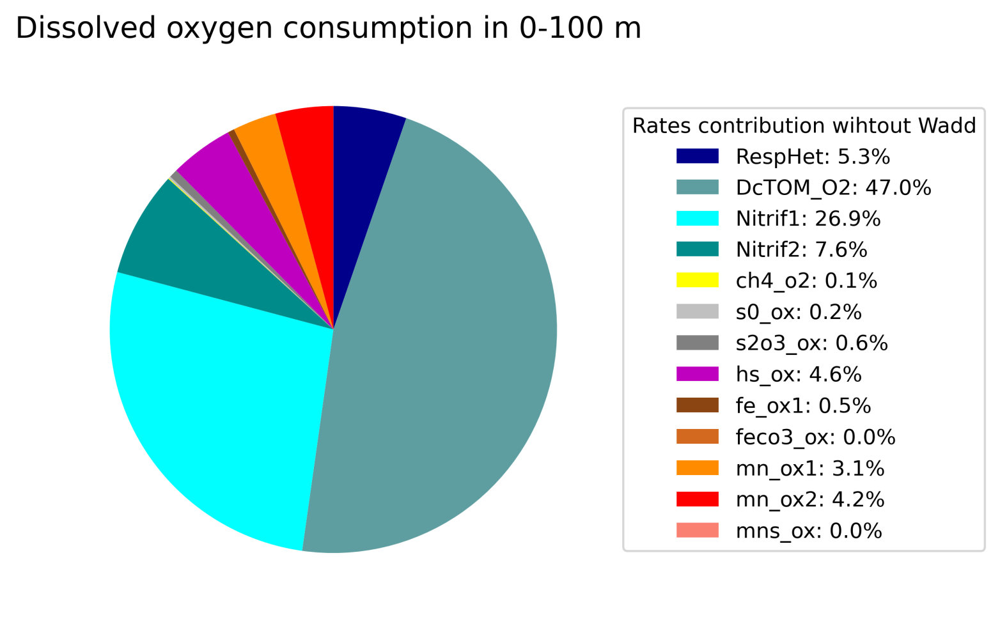 Dissolved oxygen consumption in 0-100 m
Rates contribution wihtout Wadd
RespHet: 5.3%
DcTOM_O2: 47.0%
Nitrif1: 26.9%
Nitrif2: 7.6%
ch4_o2: 0.1%
s0_ox: 0.2%
s2o3_ox: 0.6%
hs_ox: 4.6%
fe_ox1: 0.5%
feco3_ox: 0.0%
mn_ox1: 3.1%
mn_ox2: 4.2%
mns_ox: 0.0%